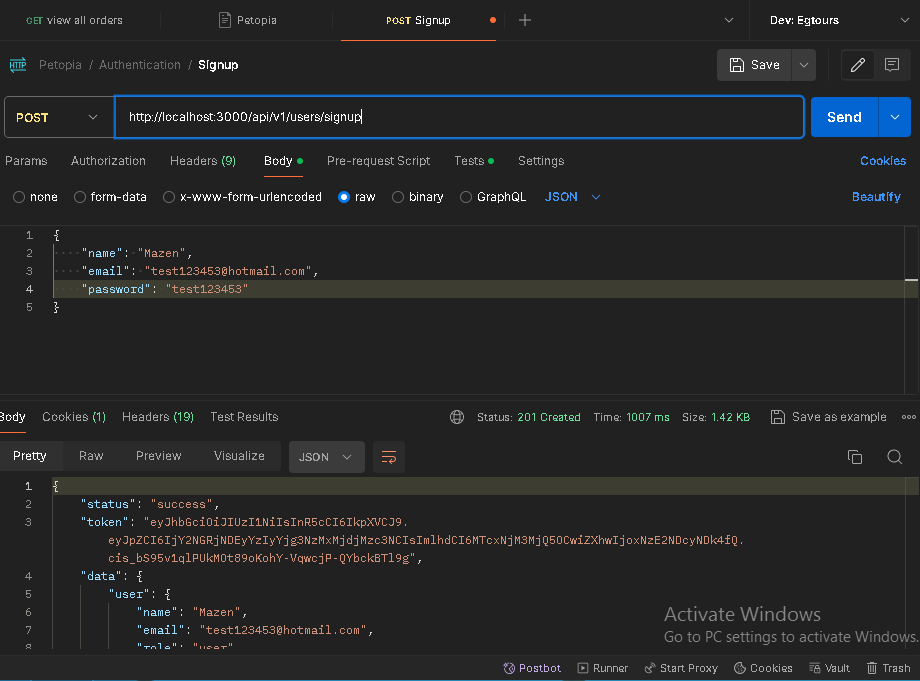 GET view all orders
Petopia
POST Signup
Dev: Egtours
HTTP Petopia / Authentication / Signup
Save
POST
http://localhost:3000/api/v1/users/signup
Send
Params Authorization Headers (9) Body Pre-request Script Tests Settings
Cookies
none form-data x-www-form-urlencoded raw binary GraphQL JSON
Beautify
1 {
2 ····"name":·"Mazen",
3 ····"email":·"test123453@hotmail.com",
4 ····"password":·"test123453"
5 }
Body Cookies (1) Headers (19) Test Results
Status: 201 Created Time: 1007 ms Size: 1.42 KB
Save as example
Pretty Raw Preview Visualize JSON
1 {
2 "status": "success",
3 "token": "eyJhbGciOiJIUzI1NiIsInR5cCI6IkpXVCJ9.
eyJpZCI6IjY2NGRjNDEyYzIyYjg3NzMxMjdjMzc3NCIsImlhdCI6MTcxNjM3MjQ5OCwiZXhwIjoxNzE2NDcyNDk4fQ.
cis_bS95v1qlPUkMOt89oKohY-VqwcjP-QYbckBTl9g",
4 "data": {
5 "user": {
6 "name": "Mazen",
7 "email": "test123453@hotmail.com",
8 "role": "user"
Activate Windows
Go to PC settings to activate Windows.
Postbot Runner Start Proxy Cookies Vault Trash